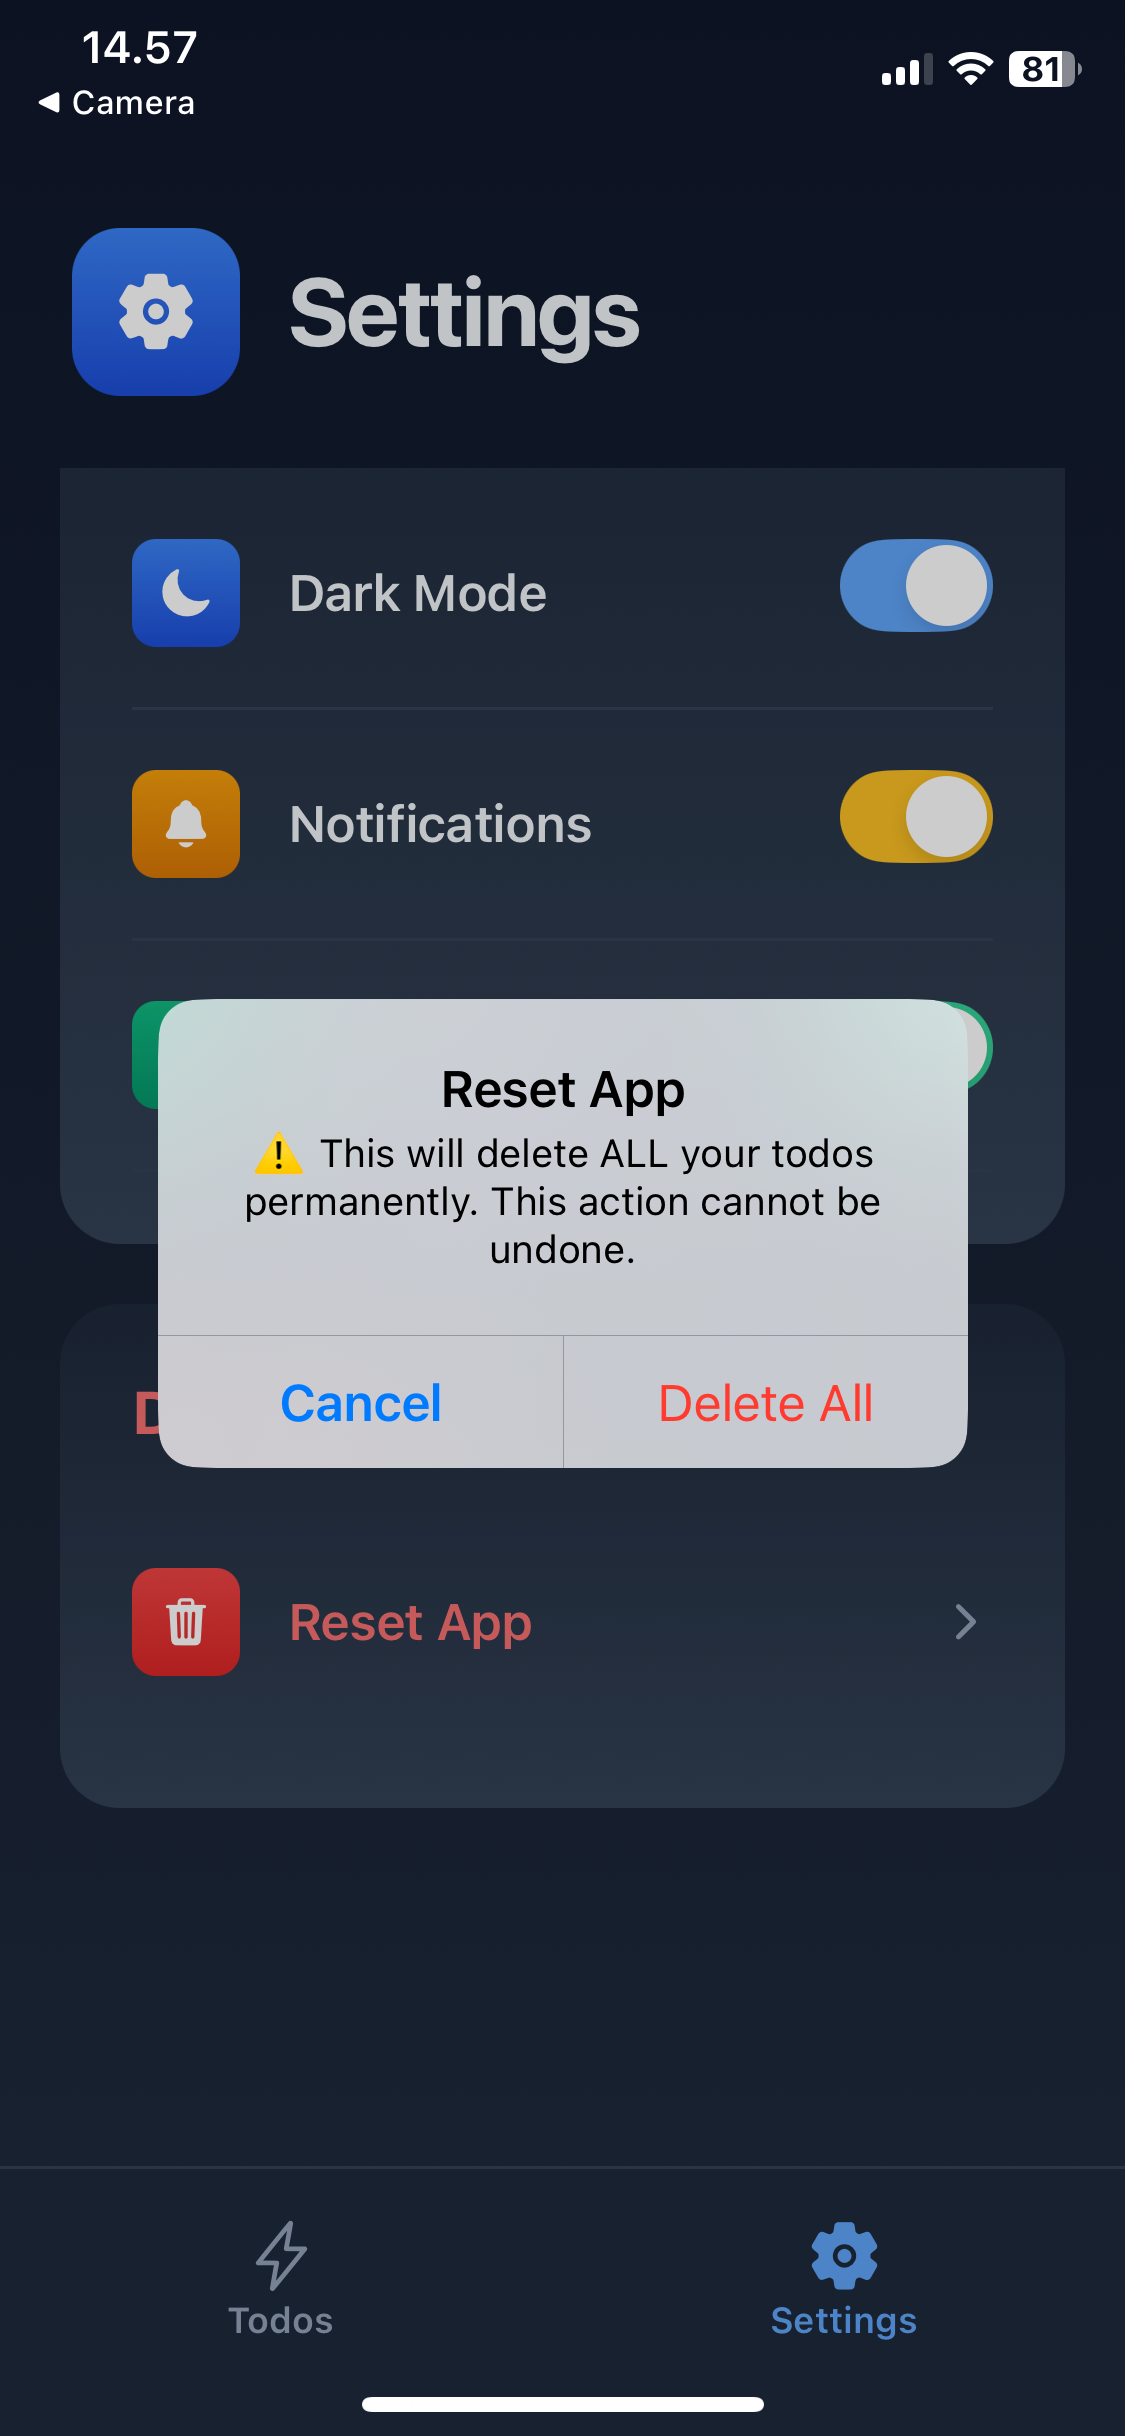 14.57
◀ Camera
81
Settings
Dark Mode
Notifications
Reset App
⚠️ This will delete ALL your todos
permanently. This action cannot be
undone.
Cancel
Delete All
Reset App
Todos
Settings